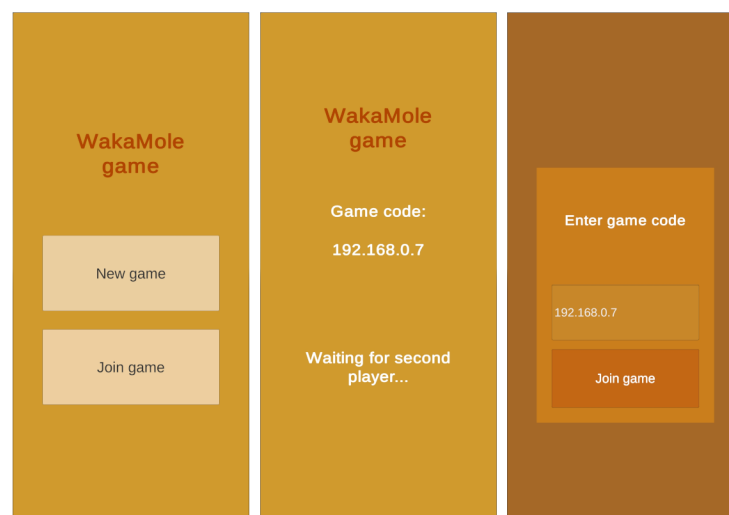 WakaMole
game
New game
Join game
WakaMole
game
Game code:
192.168.0.7
Waiting for second
player...
Enter game code
192.168.0.7
Join game